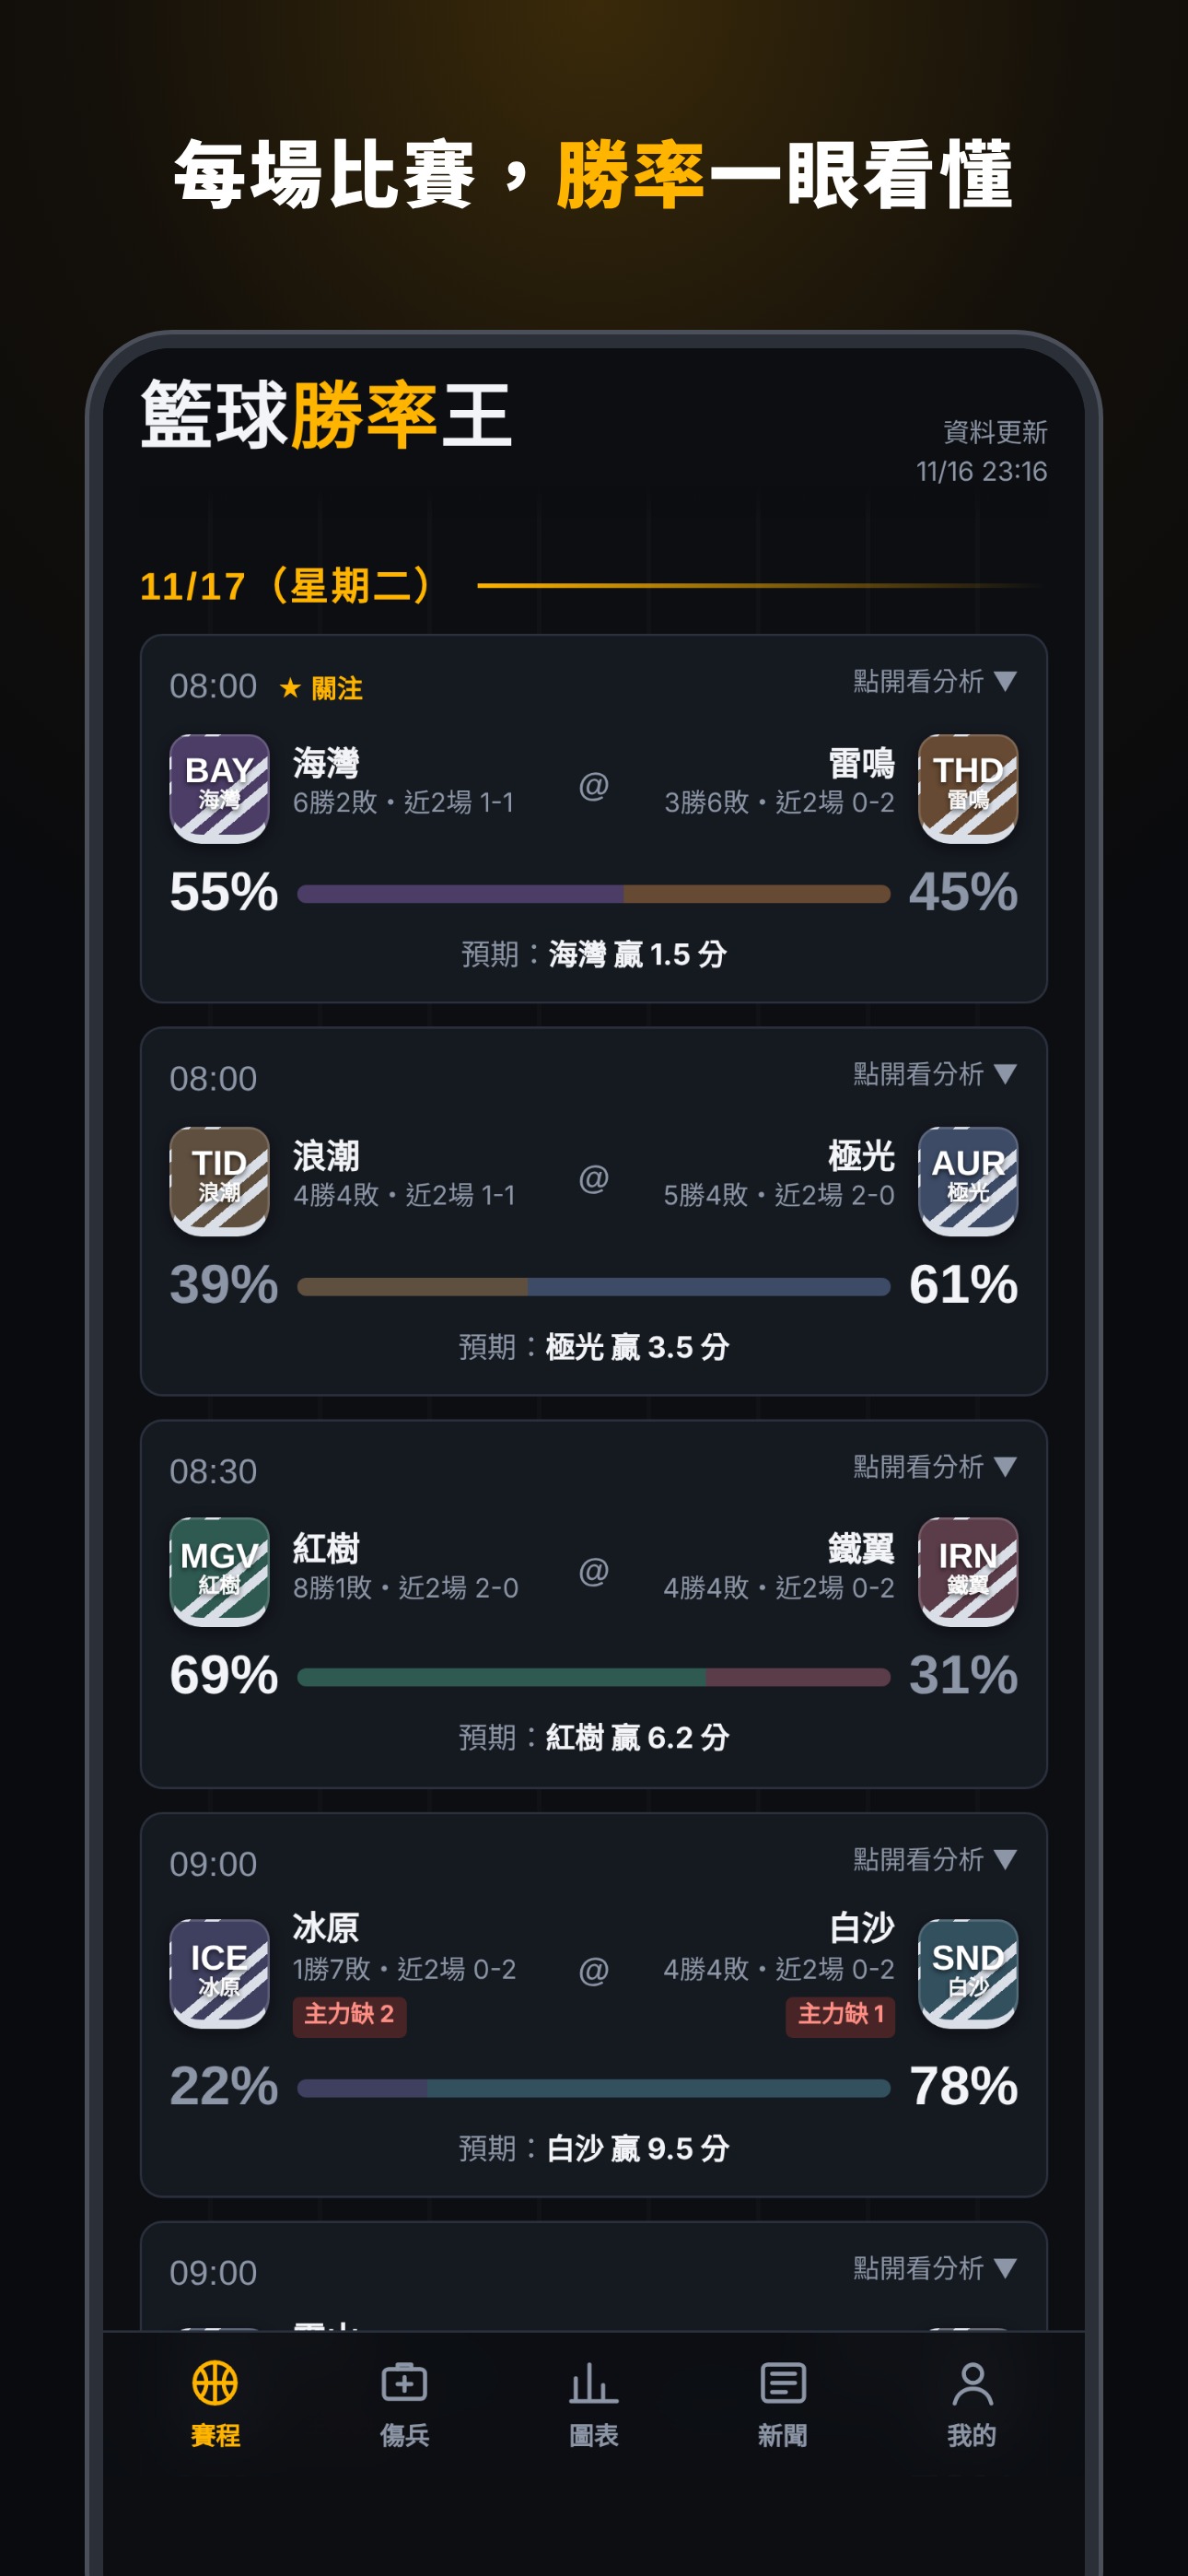 每場比賽，勝率一眼看懂
籃球勝率王
資料更新
11/16 23:16
11/17（星期二）
08:00 ★ 關注 點開看分析 ▼
BAY
海灣
海灣
6勝2敗・近2場 1-1
@
雷鳴
3勝6敗・近2場 0-2
THD
雷鳴
55% 45%
預期：海灣 贏 1.5 分
08:00 點開看分析 ▼
TID
浪潮
浪潮
4勝4敗・近2場 1-1
@
極光
5勝4敗・近2場 2-0
AUR
極光
39% 61%
預期：極光 贏 3.5 分
08:30 點開看分析 ▼
MGV
紅樹
紅樹
8勝1敗・近2場 2-0
@
鐵翼
4勝4敗・近2場 0-2
IRN
鐵翼
69% 31%
預期：紅樹 贏 6.2 分
09:00 點開看分析 ▼
ICE
冰原
冰原
1勝7敗・近2場 0-2
主力缺 2
@
白沙
4勝4敗・近2場 0-2
主力缺 1
SND
白沙
22% 78%
預期：白沙 贏 9.5 分
09:00 點開看分析 ▼
賽程 傷兵 圖表 新聞 我的